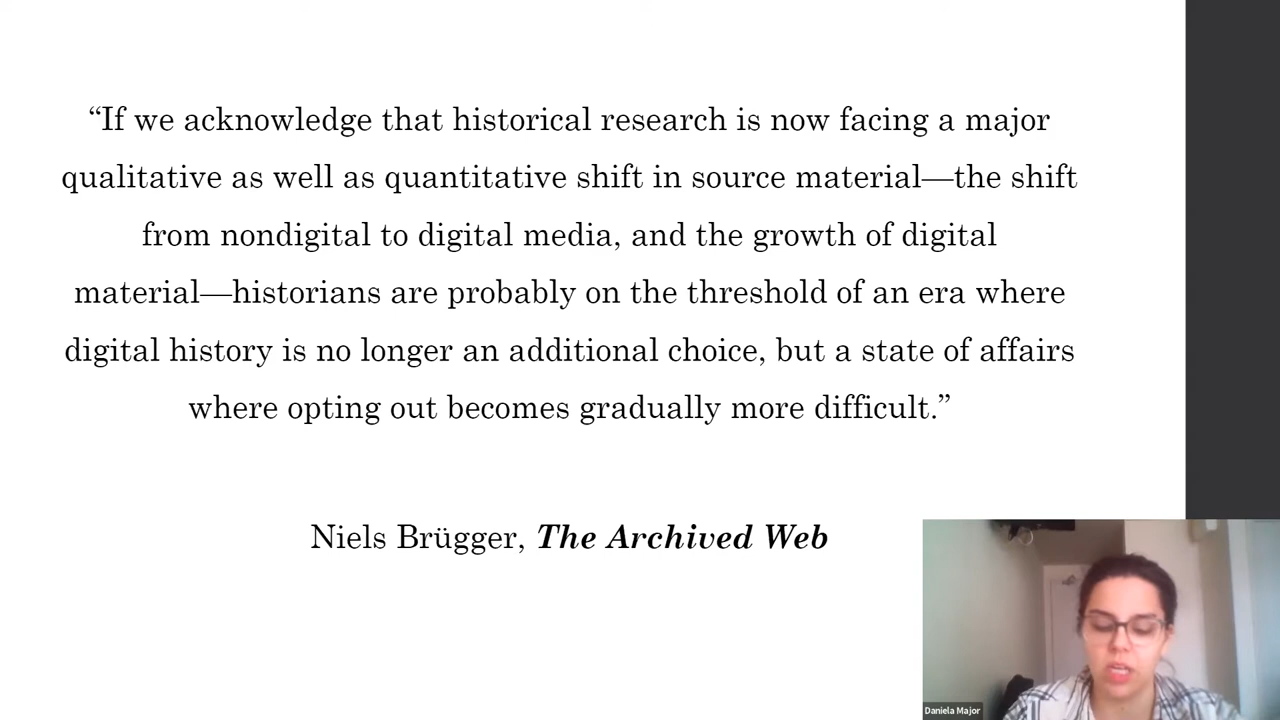 “If we acknowledge that historical research is now facing a major
qualitative as well as quantitative shift in source material—the shift
from nondigital to digital media, and the growth of digital
material—historians are probably on the threshold of an era where
digital history is no longer an additional choice, but a state of affairs
where opting out becomes gradually more difficult.”
Niels Brügger, The Archived Web
Daniela Major